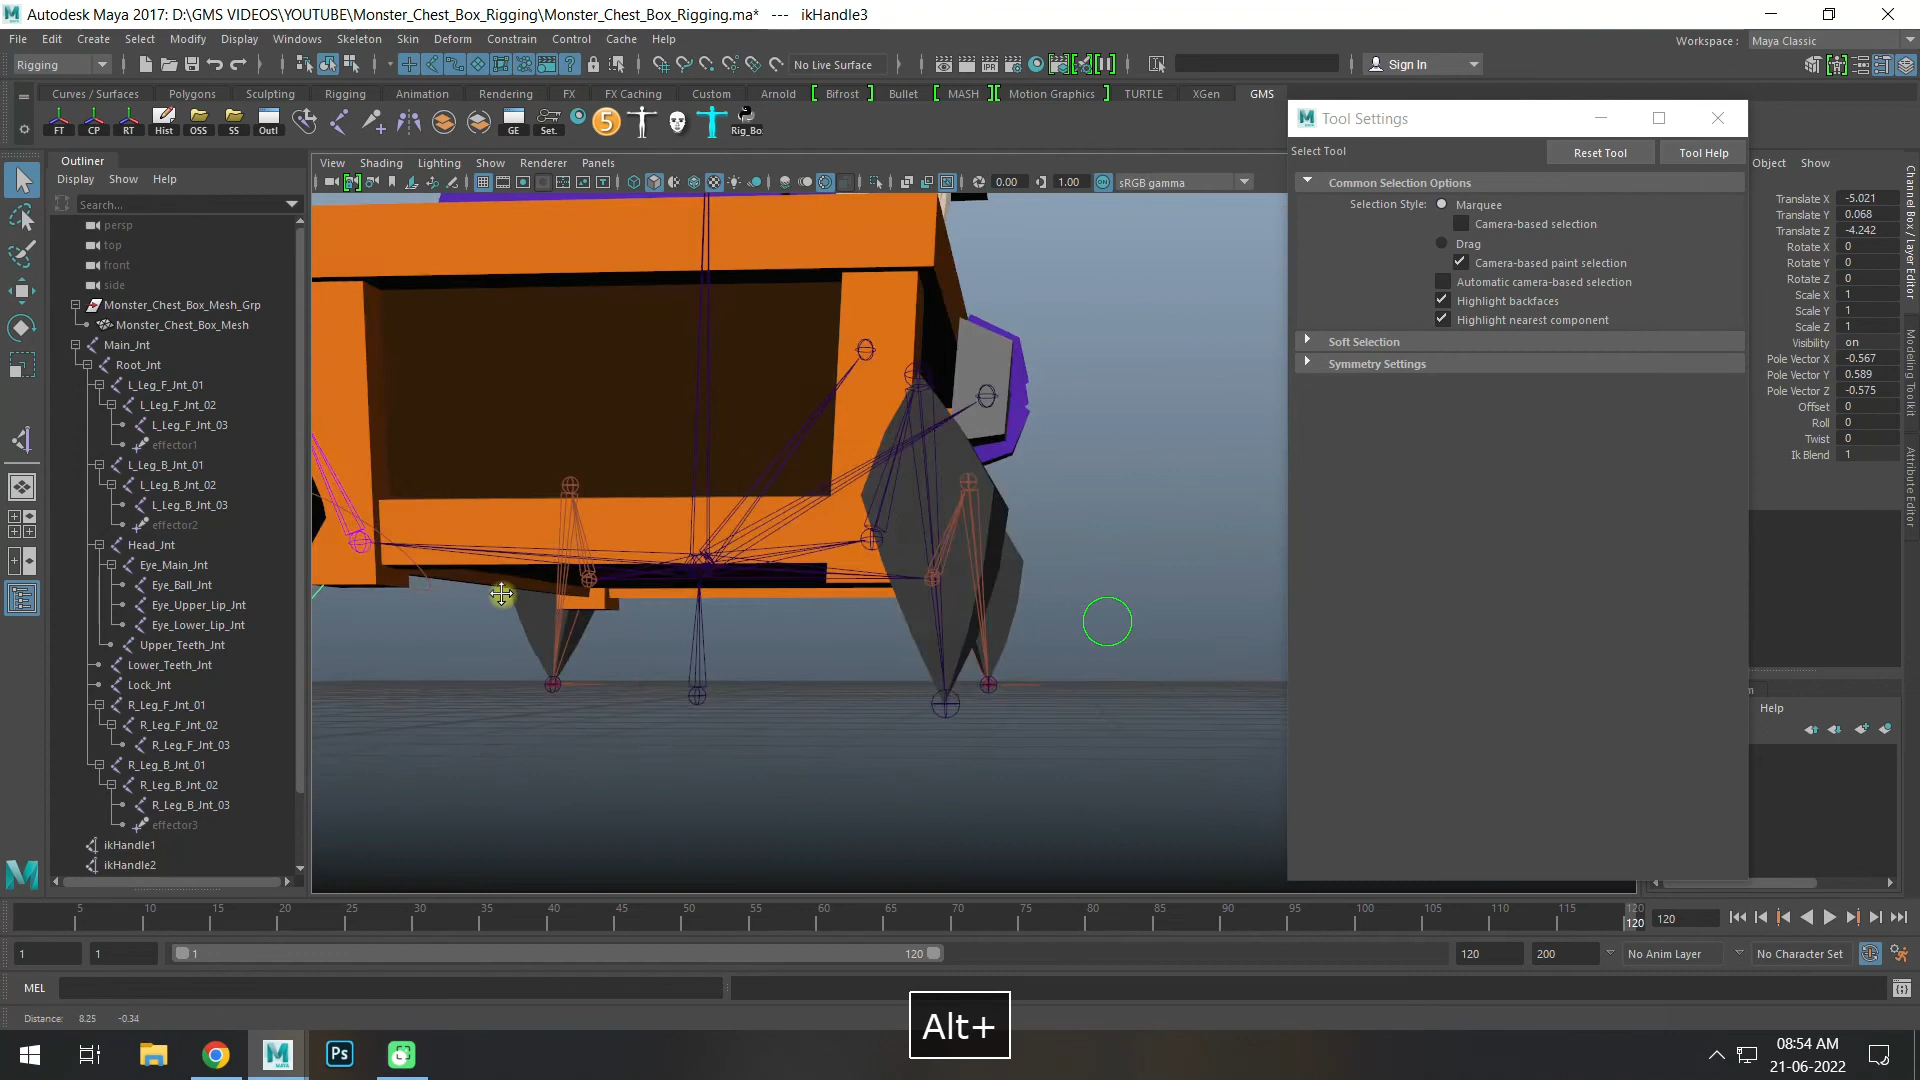 Autodesk Maya 2017: D:\GMS VIDEOS\YOUTUBE\Monster_Chest_Box_Rigging\Monster_Chest_Box_Rigging.ma* --- ikHandle3
File Edit Create Select Modify Display Windows Skeleton Skin Deform Constrain Control Cache Help
Workspace : Maya Classic
Rigging No Live Surface Sign In
Curves / Surfaces Polygons Sculpting Rigging Animation Rendering FX FX Caching Custom Arnold Bifrost Bullet MASH Motion Graphics TURTLE XGen GMS
FT CP RT Hist OSS SS Outl GE Set. 5 Rig_Bo
Tool Settings
Select Tool Reset Tool Tool Help
Common Selection Options
Selection Style: Marquee
Camera-based selection
Drag
Camera-based paint selection
Automatic camera-based selection
Highlight backfaces
Highlight nearest component
Soft Selection
Symmetry Settings
Outliner
Display Show Help
Search...
persp
top
front
side
Monster_Chest_Box_Mesh_Grp
Monster_Chest_Box_Mesh
Main_Jnt
Root_Jnt
L_Leg_F_Jnt_01
L_Leg_F_Jnt_02
L_Leg_F_Jnt_03
effector1
L_Leg_B_Jnt_01
L_Leg_B_Jnt_02
L_Leg_B_Jnt_03
effector2
Head_Jnt
Eye_Main_Jnt
Eye_Ball_Jnt
Eye_Upper_Lip_Jnt
Eye_Lower_Lip_Jnt
Upper_Teeth_Jnt
Lower_Teeth_Jnt
Lock_Jnt
R_Leg_F_Jnt_01
R_Leg_F_Jnt_02
R_Leg_F_Jnt_03
R_Leg_B_Jnt_01
R_Leg_B_Jnt_02
R_Leg_B_Jnt_03
effector3
ikHandle1
ikHandle2
View Shading Lighting Show Renderer Panels
0.00 1.00 sRGB gamma
Object Show
Translate X -5.021
Translate Y 0.068
Translate Z -4.242
Rotate X 0
Rotate Y 0
Rotate Z 0
Scale X 1
Scale Y 1
Scale Z 1
Visibility on
Pole Vector X -0.567
Pole Vector Y 0.589
Pole Vector Z -0.575
Offset 0
Roll 0
Twist 0
Ik Blend 1
Help
Channel Box / Layer Editor
Modeling Toolkit
Attribute Editor
5 10 15 20 25 30 35 40 45 50 55 60 65 70 75 80 85 90 95 100 105 110 115 120
120 120
1 1 1 120 120 200 No Anim Layer No Character Set
MEL
Distance: 8.25 -0.34
Alt+
MAYA Ps
08:54 AM
21-06-2022